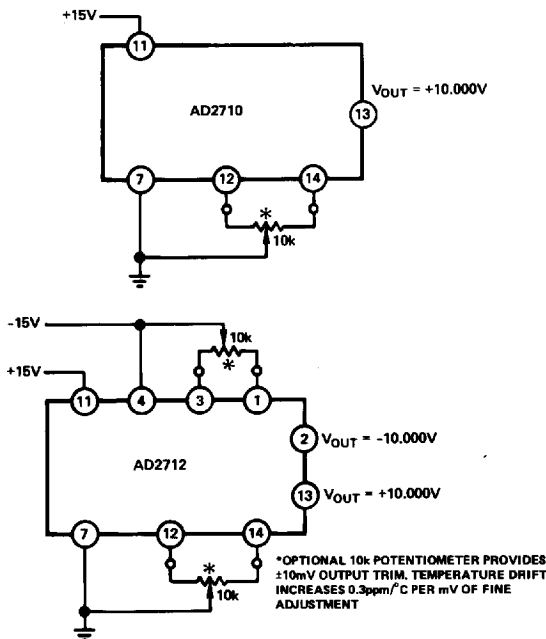 +15V
11
AD2710
VOUT = +10.000V
13
7
12
14
*
10k
-15V
10k
*
+15V
11
4
3
1
2
VOUT = -10.000V
AD2712
13
VOUT = +10.000V
7
12
14
*
10k
*OPTIONAL 10k POTENTIOMETER PROVIDES
±10mV OUTPUT TRIM. TEMPERATURE DRIFT
INCREASES 0.3ppm/°C PER mV OF FINE
ADJUSTMENT